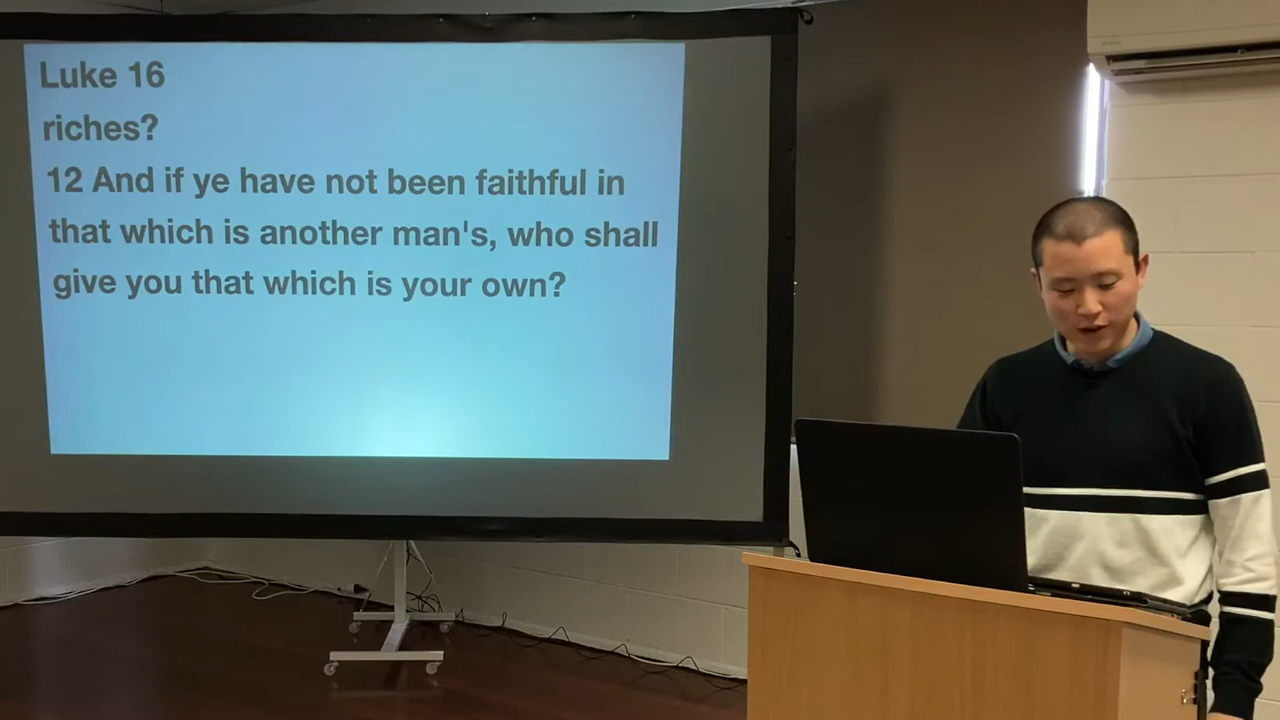 Luke 16
riches?
12 And if ye have not been faithful in
that which is another man's, who shall
give you that which is your own?